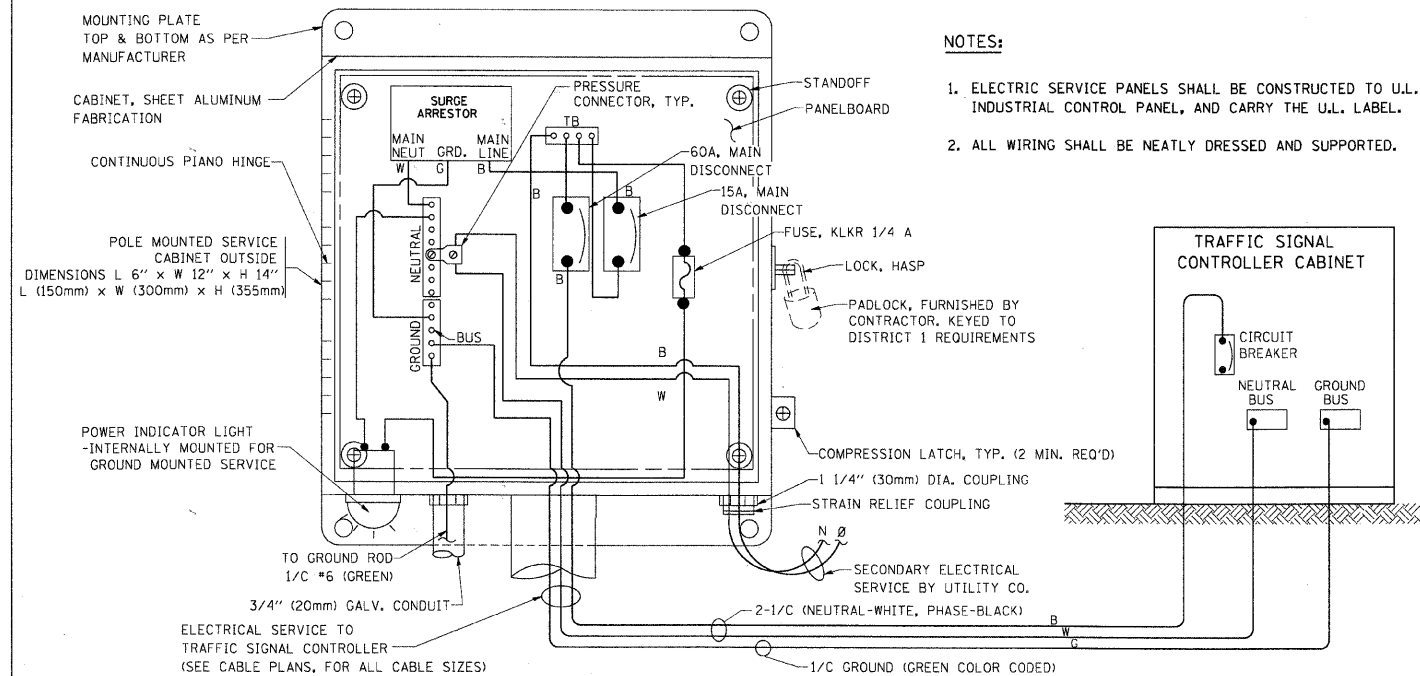 MOUNTING PLATE
TOP & BOTTOM AS PER
MANUFACTURER
CABINET, SHEET ALUMINUM
FABRICATION
CONTINUOUS PIANO HINGE
POLE MOUNTED SERVICE
CABINET OUTSIDE
DIMENSIONS L 6" x W 12" x H 14"
L (150mm) x W (300mm) x H (355mm)
POWER INDICATOR LIGHT
-INTERNALLY MOUNTED FOR
GROUND MOUNTED SERVICE
SURGE
ARRESTOR
MAIN
NEUT
GRD.
MAIN
LINE
W
G
B
PRESSURE
CONNECTOR, TYP.
TB
STANDOFF
PANELBOARD
60A, MAIN
DISCONNECT
15A, MAIN
DISCONNECT
B
B
B
FUSE, KLKR 1/4 A
NEUTRAL
GROUND
BUS
B
W
LOCK, HASP
PADLOCK, FURNISHED BY
CONTRACTOR. KEYED TO
DISTRICT 1 REQUIREMENTS
COMPRESSION LATCH, TYP. (2 MIN. REQ'D)
1 1/4" (30mm) DIA. COUPLING
STRAIN RELIEF COUPLING
N Ø
SECONDARY ELECTRICAL
SERVICE BY UTILITY CO.
TO GROUND ROD
1/C #6 (GREEN)
3/4" (20mm) GALV. CONDUIT
ELECTRICAL SERVICE TO
TRAFFIC SIGNAL CONTROLLER
(SEE CABLE PLANS, FOR ALL CABLE SIZES)
2-1/C (NEUTRAL-WHITE, PHASE-BLACK)
B
W
G
1/C GROUND (GREEN COLOR CODED)
NOTES:
1. ELECTRIC SERVICE PANELS SHALL BE CONSTRUCTED TO U.L.
INDUSTRIAL CONTROL PANEL, AND CARRY THE U.L. LABEL.
2. ALL WIRING SHALL BE NEATLY DRESSED AND SUPPORTED.
TRAFFIC SIGNAL
CONTROLLER CABINET
CIRCUIT
BREAKER
NEUTRAL
BUS
GROUND
BUS